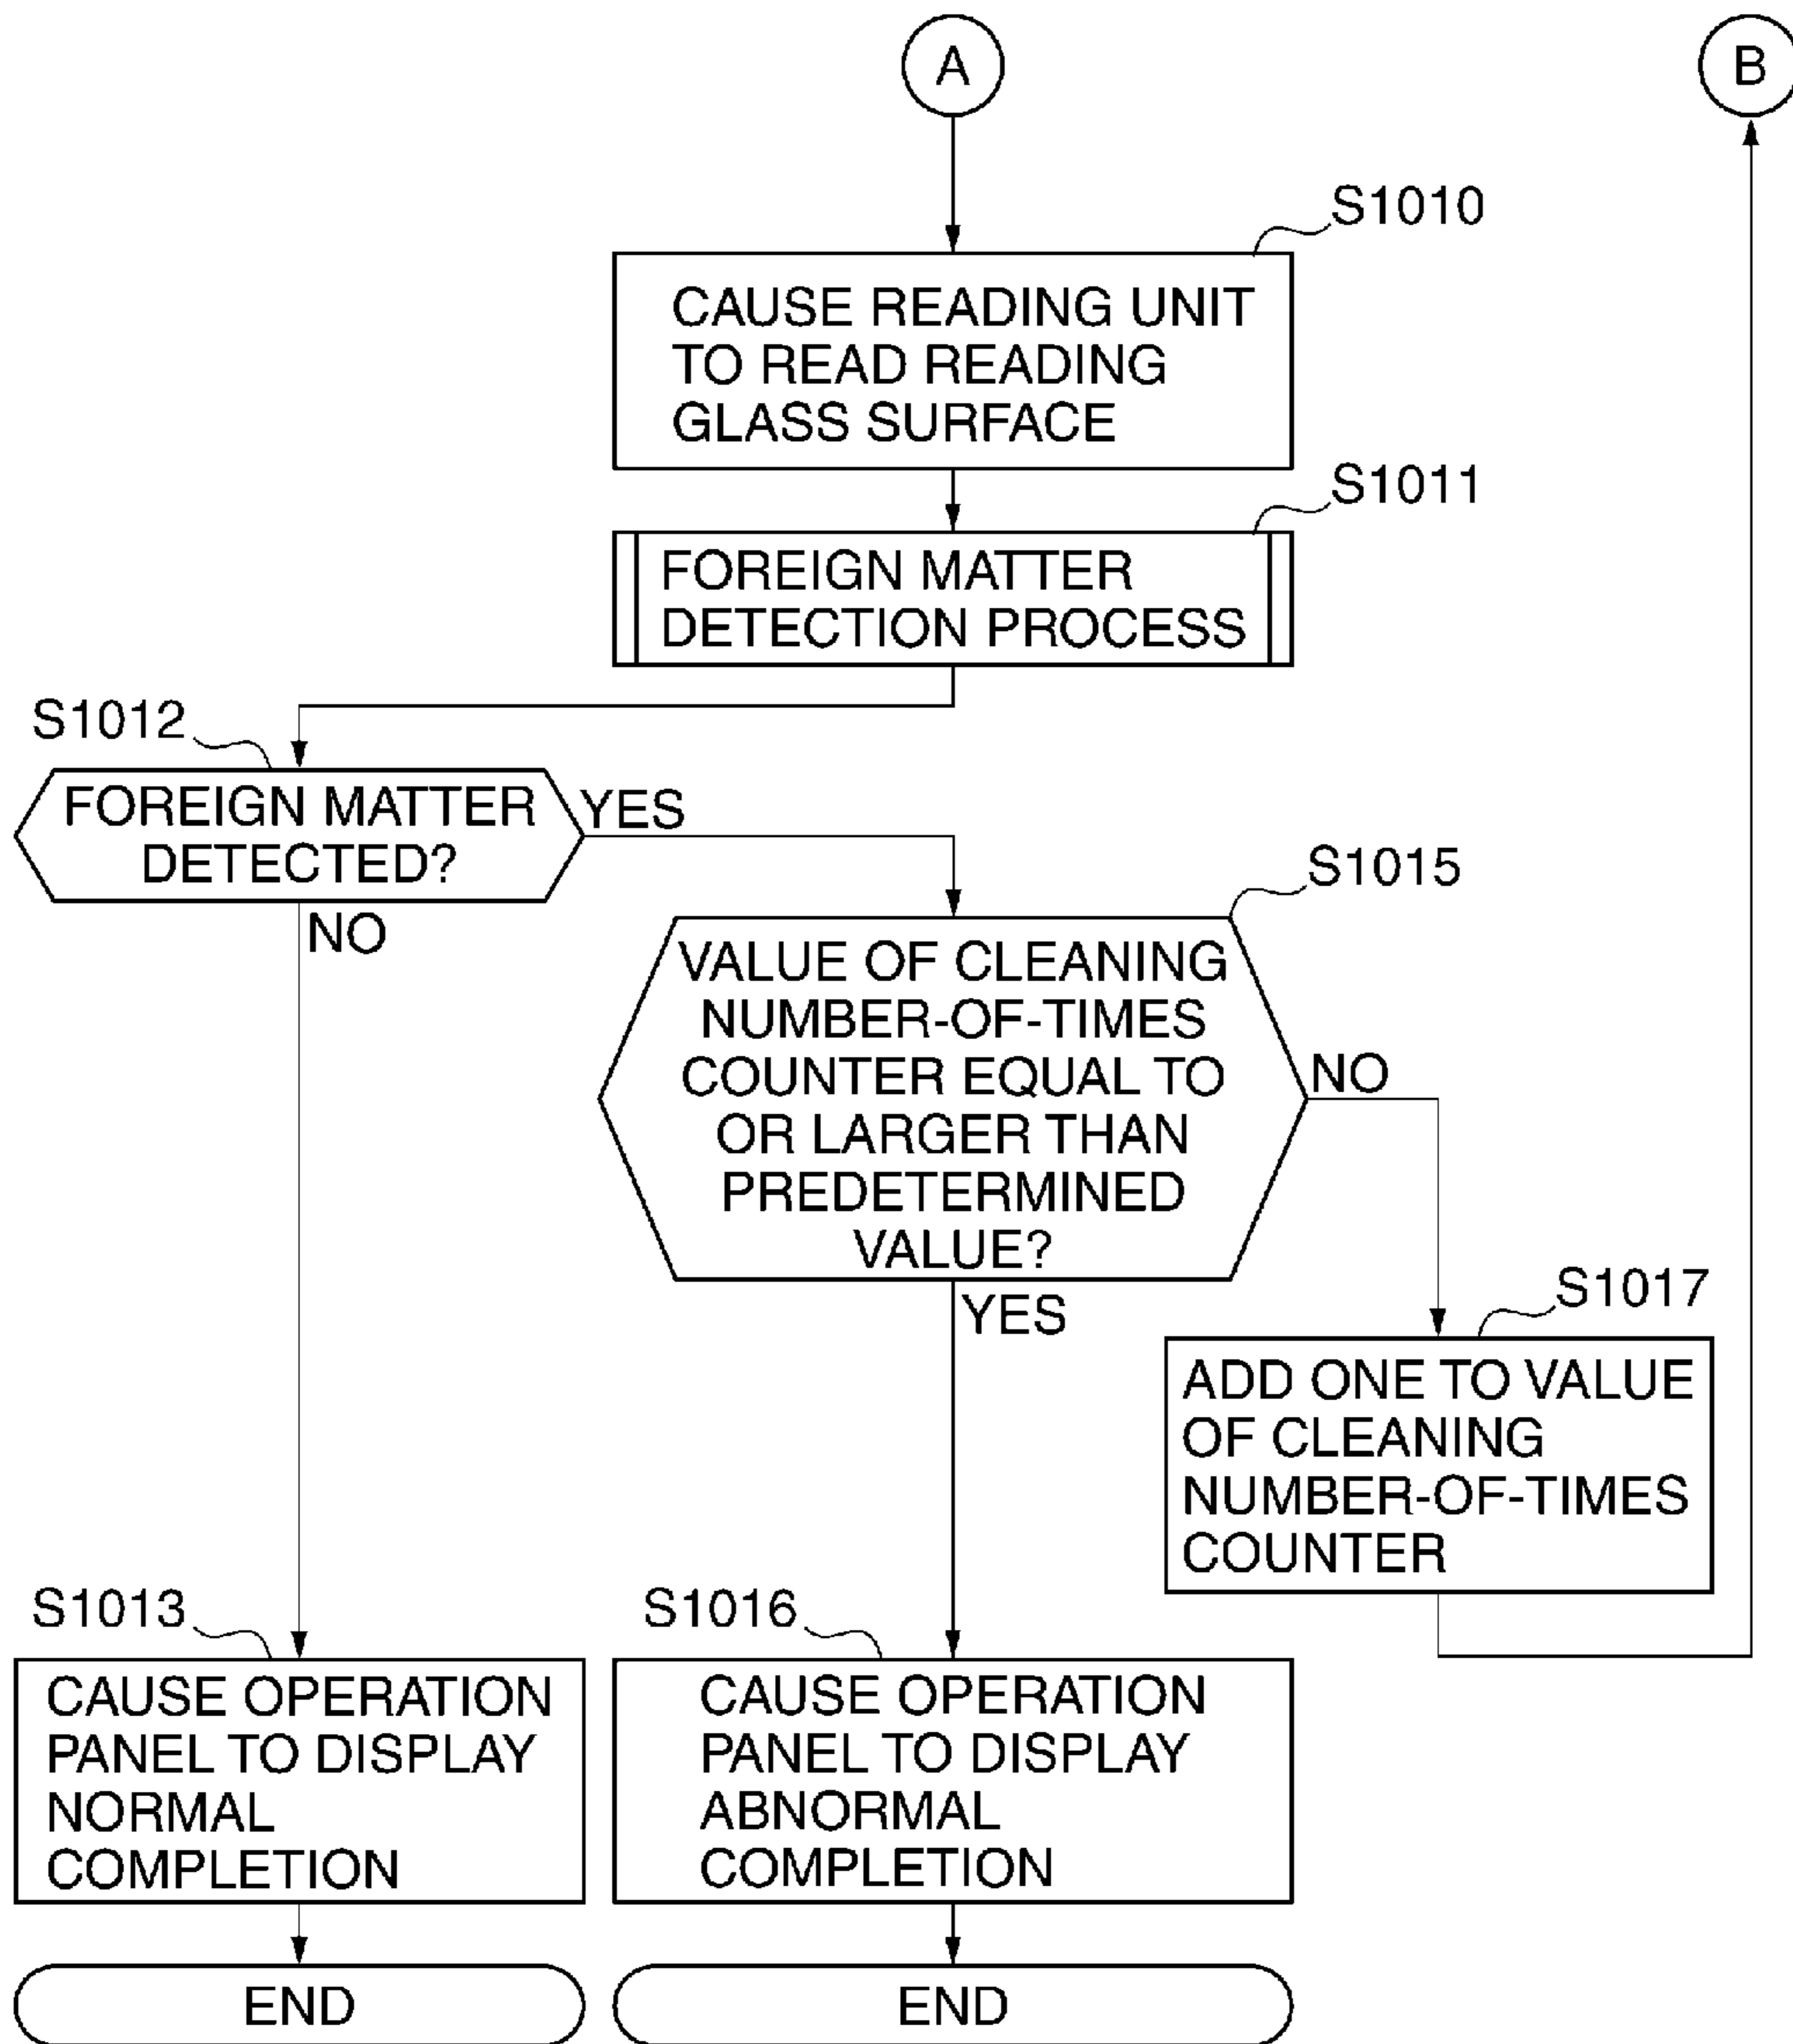 A
B
S1010
CAUSE READING UNIT
TO READ READING
GLASS SURFACE
S1011
FOREIGN MATTER
DETECTION PROCESS
S1012
FOREIGN MATTER
DETECTED?
YES
NO
S1015
VALUE OF CLEANING
NUMBER-OF-TIMES
COUNTER EQUAL TO
OR LARGER THAN
PREDETERMINED
VALUE?
NO
YES
S1017
ADD ONE TO VALUE
OF CLEANING
NUMBER-OF-TIMES
COUNTER
S1013
CAUSE OPERATION
PANEL TO DISPLAY
NORMAL
COMPLETION
S1016
CAUSE OPERATION
PANEL TO DISPLAY
ABNORMAL
COMPLETION
END
END